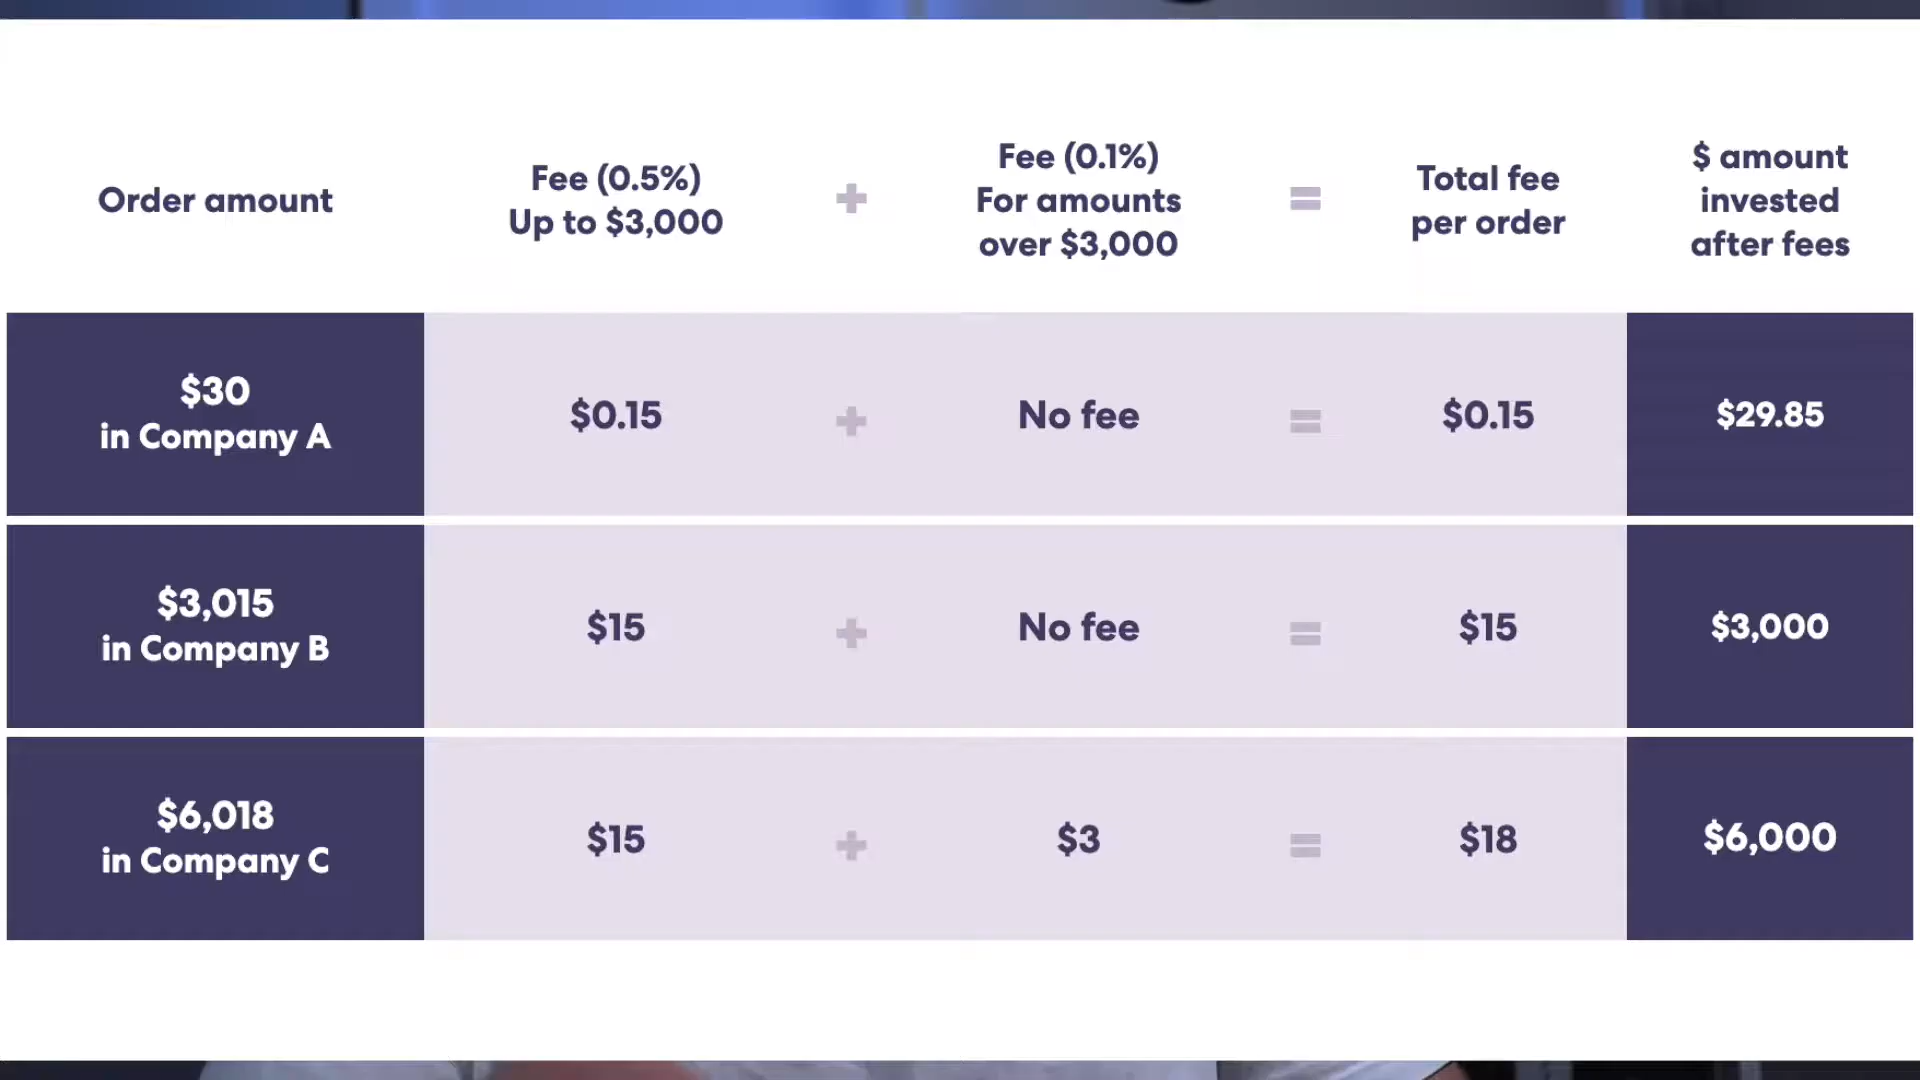 Order amount
Fee (0.5%)
Up to $3,000
+
Fee (0.1%)
For amounts
over $3,000
=
Total fee
per order
$ amount
invested
after fees
$30
in Company A
$0.15
+
No fee
=
$0.15
$29.85
$3,015
in Company B
$15
+
No fee
=
$15
$3,000
$6,018
in Company C
$15
+
$3
=
$18
$6,000